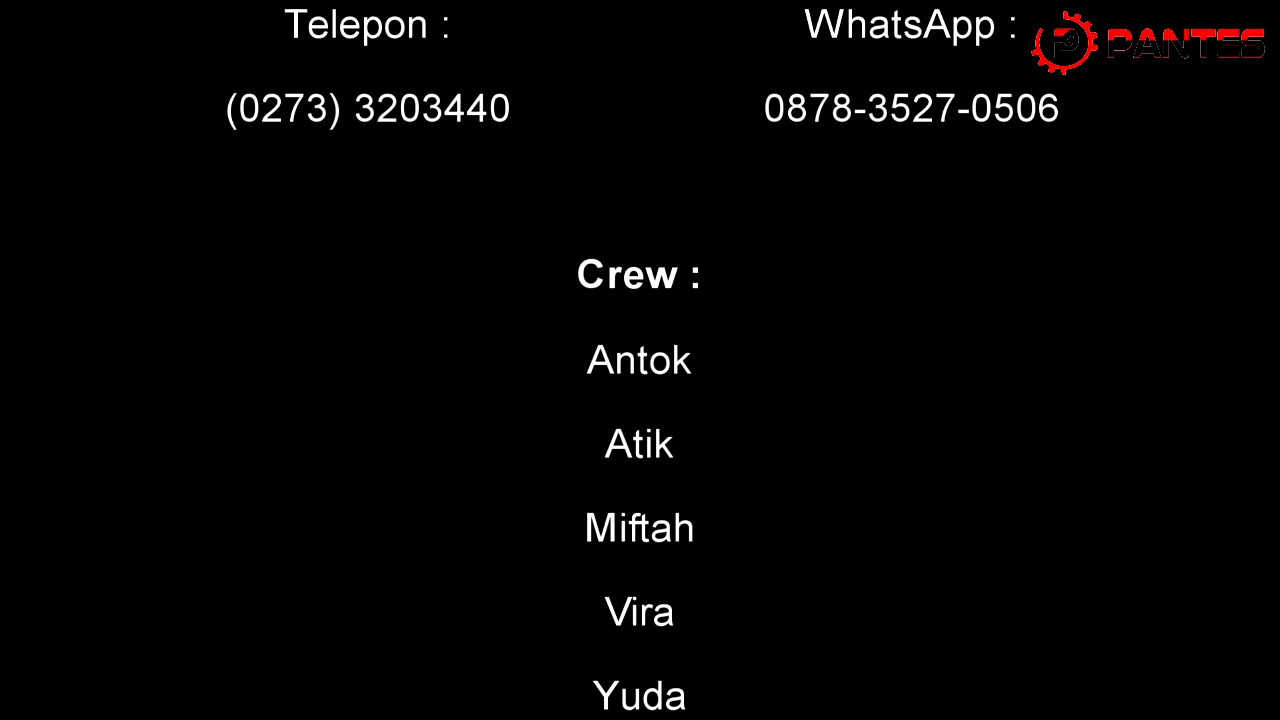 Telepon :
WhatsApp :
PANTES
(0273) 3203440
0878-3527-0506
Crew :
Antok
Atik
Miftah
Vira
Yuda